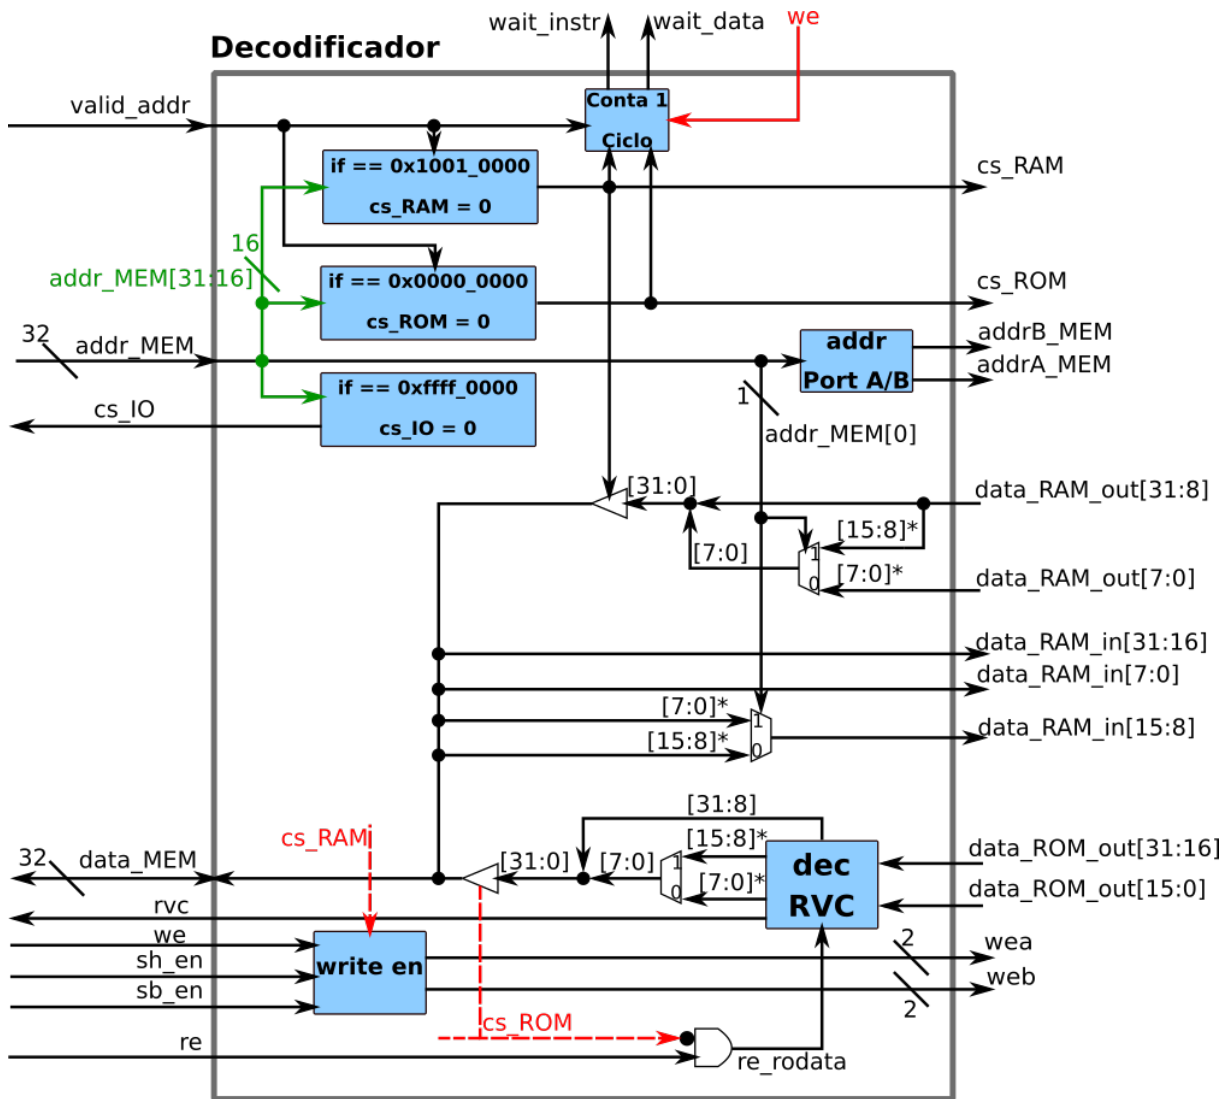 wait_instr
wait_data
we
Decodificador
valid_addr
Conta 1
Ciclo
if == 0x1001_0000
cs_RAM = 0
cs_RAM
16
addr_MEM[31:16]
if == 0x0000_0000
cs_ROM = 0
cs_ROM
32
addr_MEM
addr
Port A/B
addrB_MEM
addrA_MEM
if == 0xffff_0000
cs_IO = 0
cs_IO
1
addr_MEM[0]
[31:0]
data_RAM_out[31:8]
[15:8]*
[7:0]
1
[7:0]*
0
data_RAM_out[7:0]
data_RAM_in[31:16]
data_RAM_in[7:0]
[7:0]*
1
[15:8]*
0
data_RAM_in[15:8]
[31:8]
cs_RAM
[15:8]*
32
data_MEM
[31:0]
[7:0]
1
0
[7:0]*
dec
RVC
data_ROM_out[31:16]
data_ROM_out[15:0]
rvc
we
sh_en
sb_en
write en
2
wea
web
2
cs_ROM
re
re_rodata